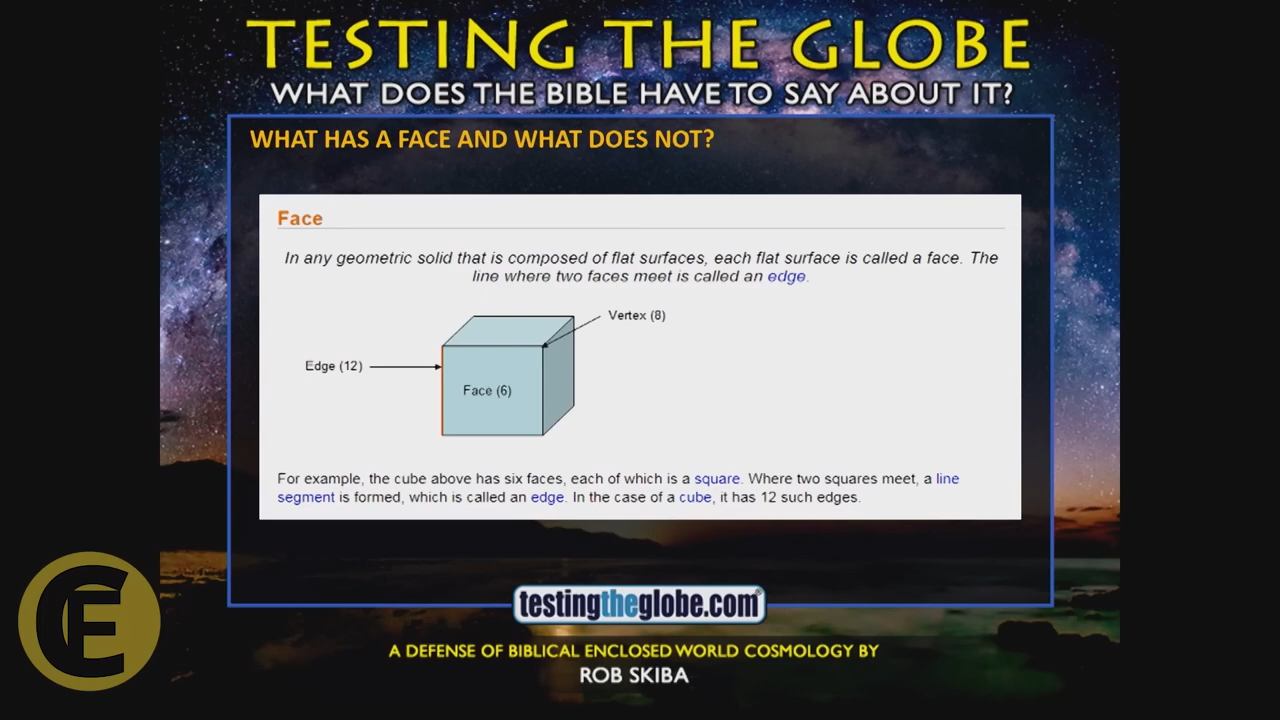 TESTING THE GLOBE
WHAT DOES THE BIBLE HAVE TO SAY ABOUT IT?
WHAT HAS A FACE AND WHAT DOES NOT?
Face
In any geometric solid that is composed of flat surfaces, each flat surface is called a face. The
line where two faces meet is called an edge.
Vertex (8)
Edge (12)
Face (6)
For example, the cube above has six faces, each of which is a square. Where two squares meet, a line
segment is formed, which is called an edge. In the case of a cube, it has 12 such edges.
testingtheglobe.com®
A DEFENSE OF BIBLICAL ENCLOSED WORLD COSMOLOGY BY
ROB SKIBA